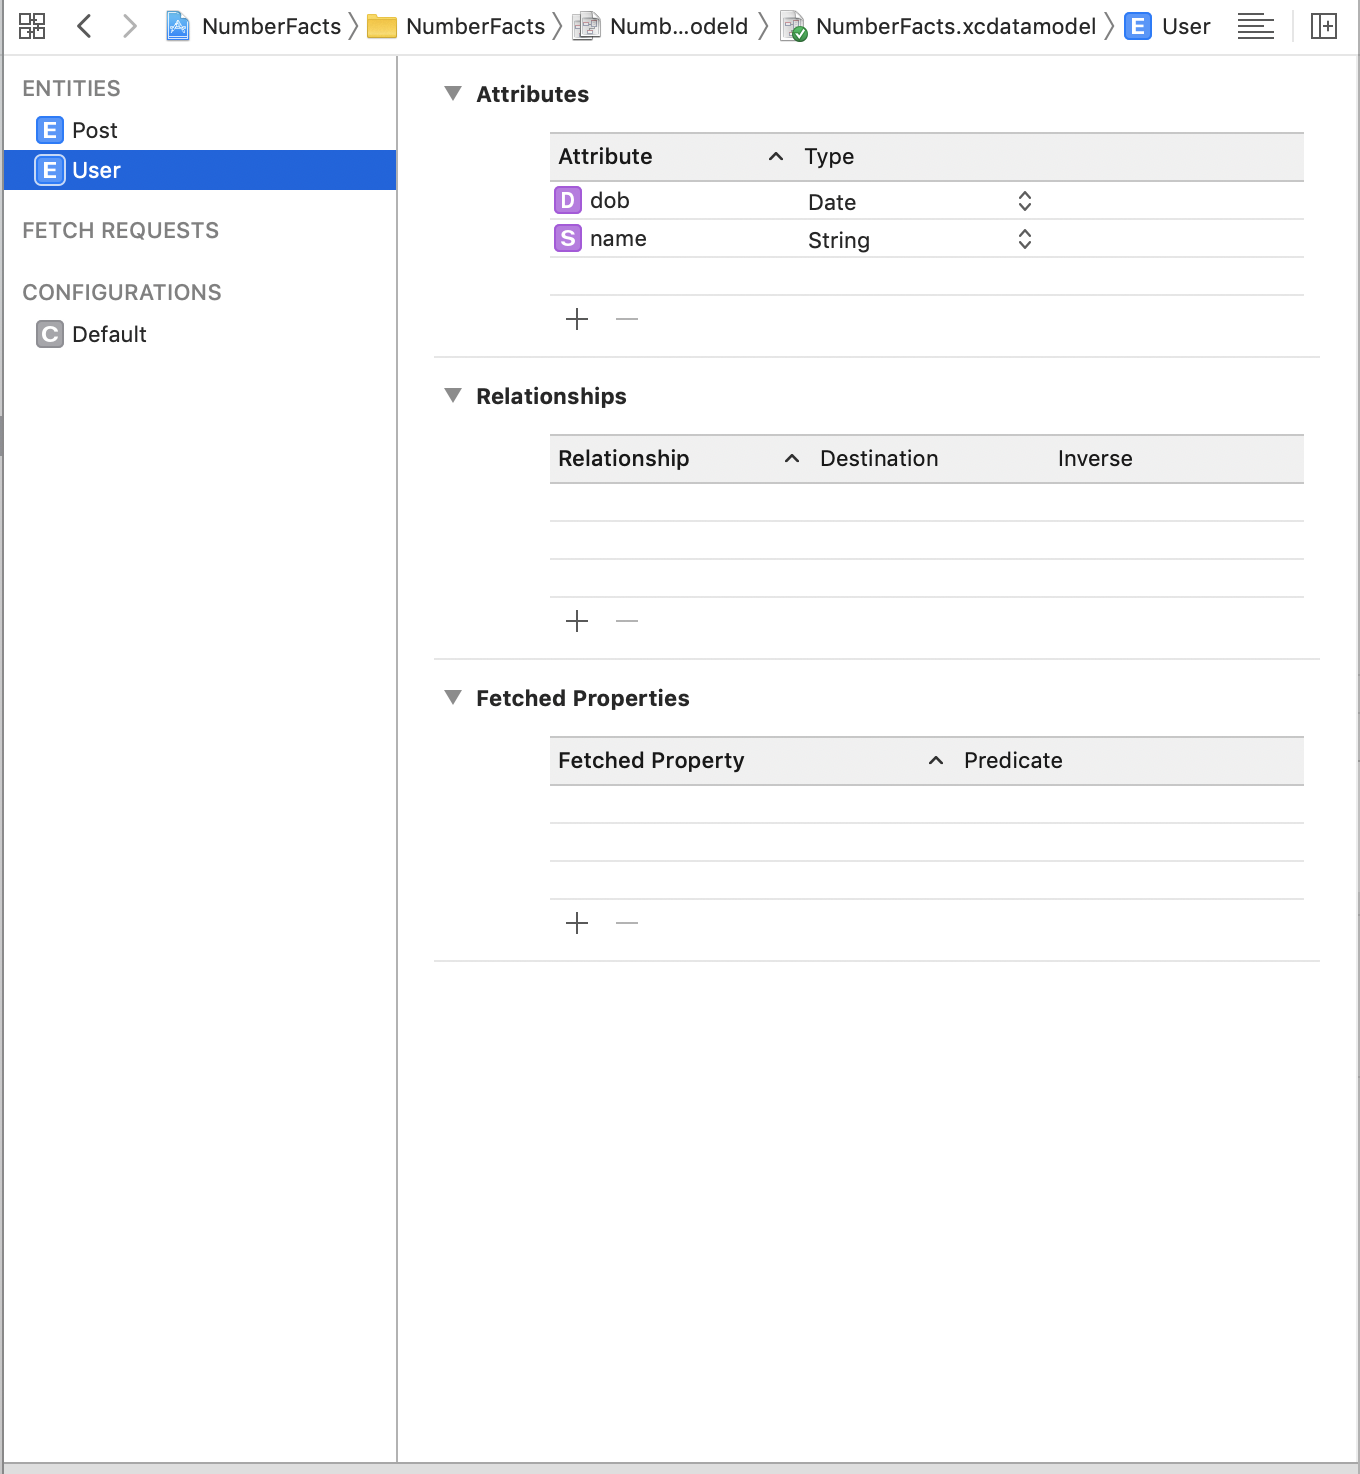 NumberFacts NumberFacts Numb...odeld NumberFacts.xcdatamodel E User
ENTITIES
E Post
E User
FETCH REQUESTS
CONFIGURATIONS
C Default
Attributes
Attribute Type
D dob Date
S name String
Relationships
Relationship Destination Inverse
Fetched Properties
Fetched Property Predicate